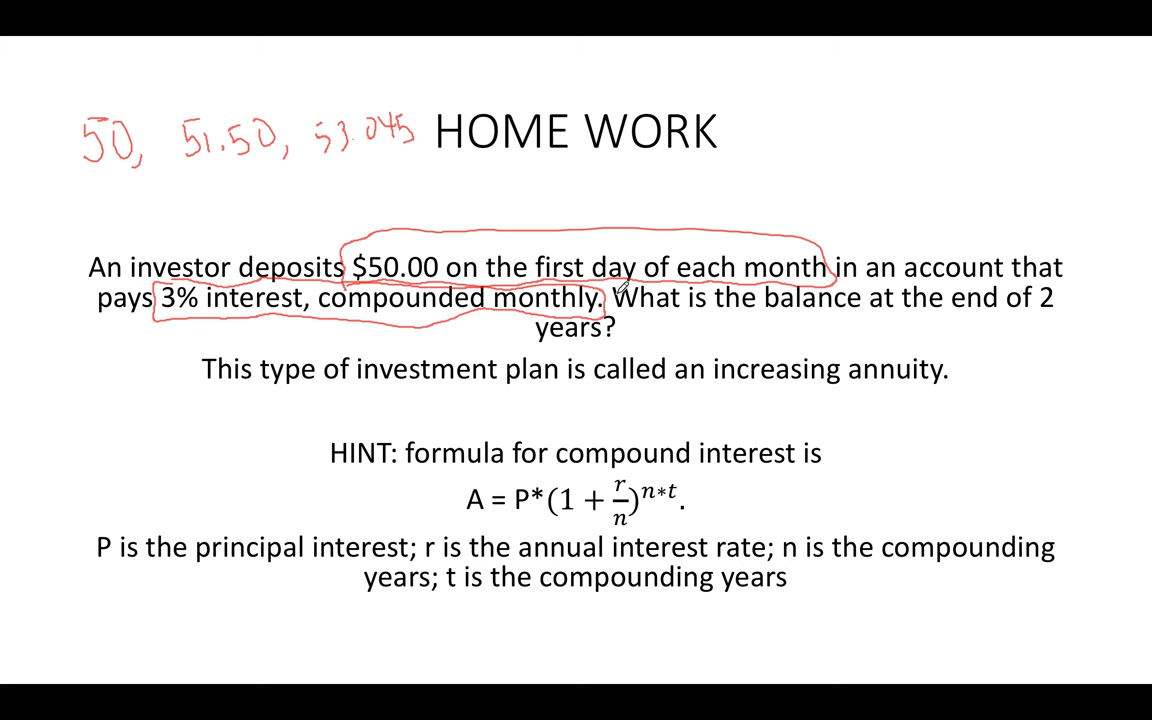 50, 51.50, 53.045 HOME WORK
An investor deposits $50.00 on the first day of each month in an account that
pays 3% interest, compounded monthly. What is the balance at the end of 2
years?
This type of investment plan is called an increasing annuity.
HINT: formula for compound interest is
A = P*(1 + r/n)^{n*t}.
P is the principal interest; r is the annual interest rate; n is the compounding
years; t is the compounding years